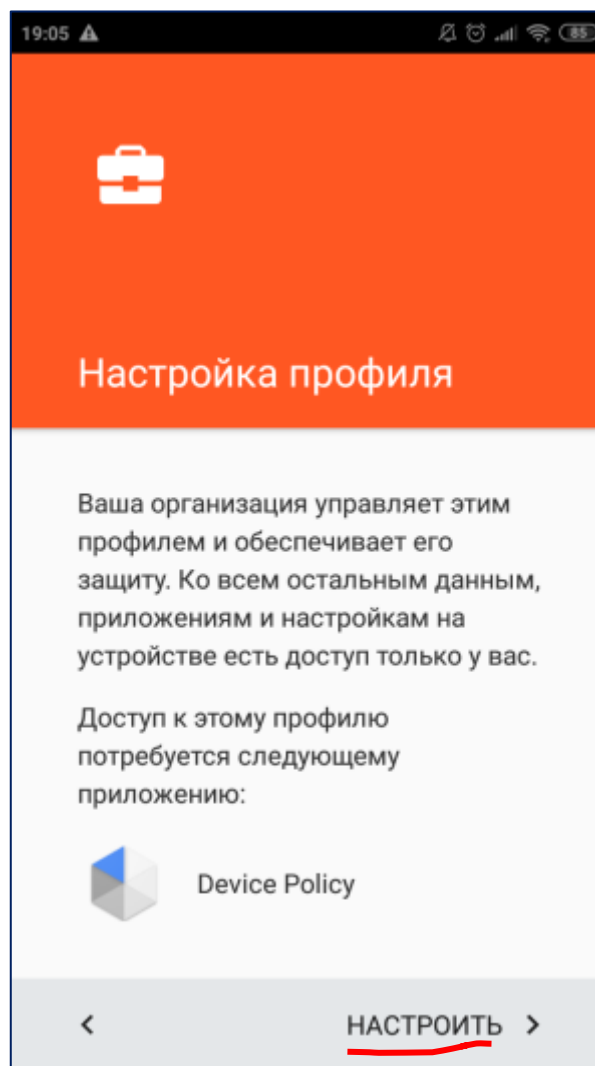 19:05
85
Настройка профиля
Ваша организация управляет этим
профилем и обеспечивает его
защиту. Ко всем остальным данным,
приложениям и настройкам на
устройстве есть доступ только у вас.
Доступ к этому профилю
потребуется следующему
приложению:
Device Policy
НАСТРОИТЬ